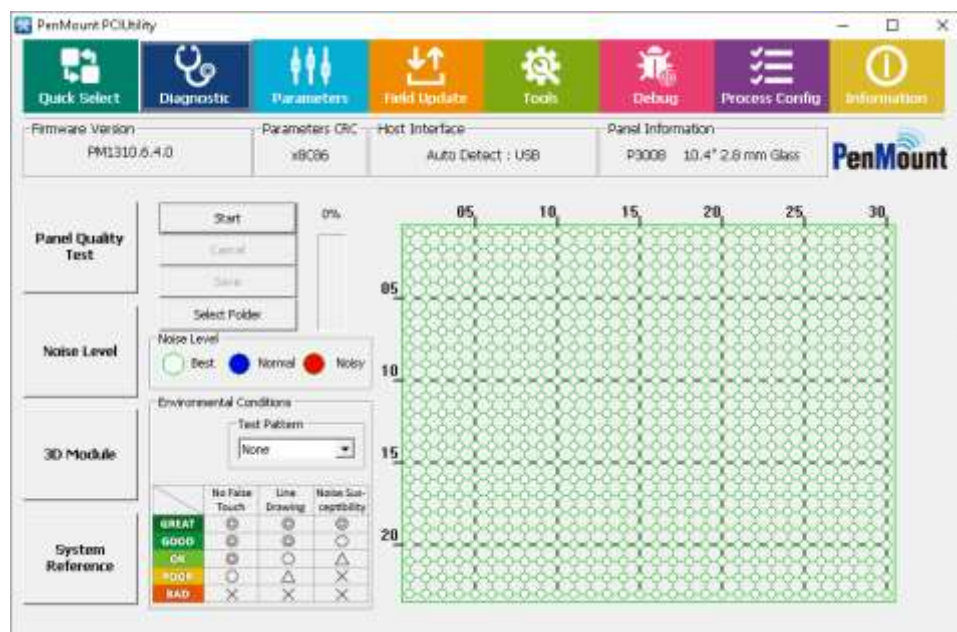 PenMount PCIUtility
Quick Select
Diagnostic
Parameters
Field Update
Tools
Debug
Process Config
Information
Firmware Version
PM1310.6.4.0
Parameters CRC
x8C86
Host Interface
Auto Detect : USB
Panel Information
P3008 10.4" 2.8 mm Glass
PenMount
Panel Quality
Test
Noise Level
3D Module
System
Reference
Start
Cancel
Save
Select Folder
0%
Noise Level
Best
Normal
Noisy
Environmental Conditions
Test Pattern
None
No False
Touch
Line
Drawing
Noise Sus-
ceptibility
GREAT
GOOD
OK
POOR
BAD
05
10
15
20
25
30
05
10
15
20